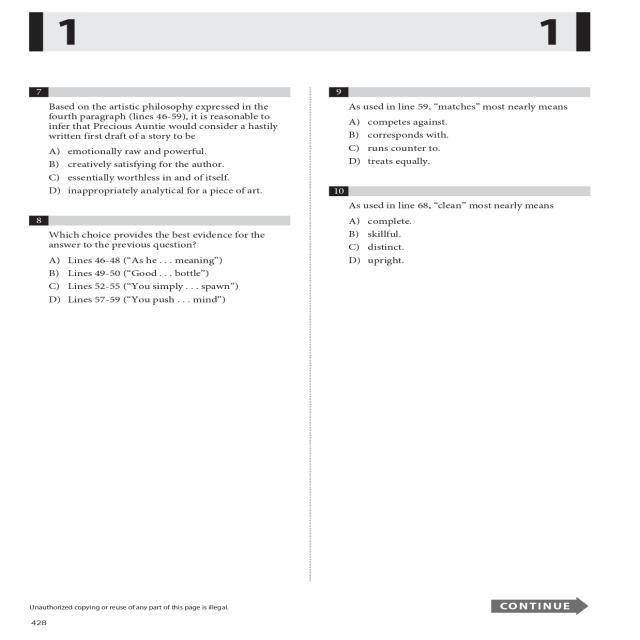 1
1
7
Based on the artistic philosophy expressed in the
fourth paragraph (lines 46-59), it is reasonable to
infer that Precious Auntie would consider a hastily
written first draft of a story to be
A) emotionally raw and powerful.
B) creatively satisfying for the author.
C) essentially worthless in and of itself.
D) inappropriately analytical for a piece of art.
8
Which choice provides the best evidence for the
answer to the previous question?
A) Lines 46-48 (“As he . . . meaning”)
B) Lines 49-50 (“Good . . . bottle”)
C) Lines 52-55 (“You simply . . . spawn”)
D) Lines 57-59 (“You push . . . mind”)
9
As used in line 59, “matches” most nearly means
A) competes against.
B) corresponds with.
C) runs counter to.
D) treats equally.
10
As used in line 68, “clean” most nearly means
A) complete.
B) skillful.
C) distinct.
D) upright.
Unauthorized copying or reuse of any part of this page is illegal.
CONTINUE
428